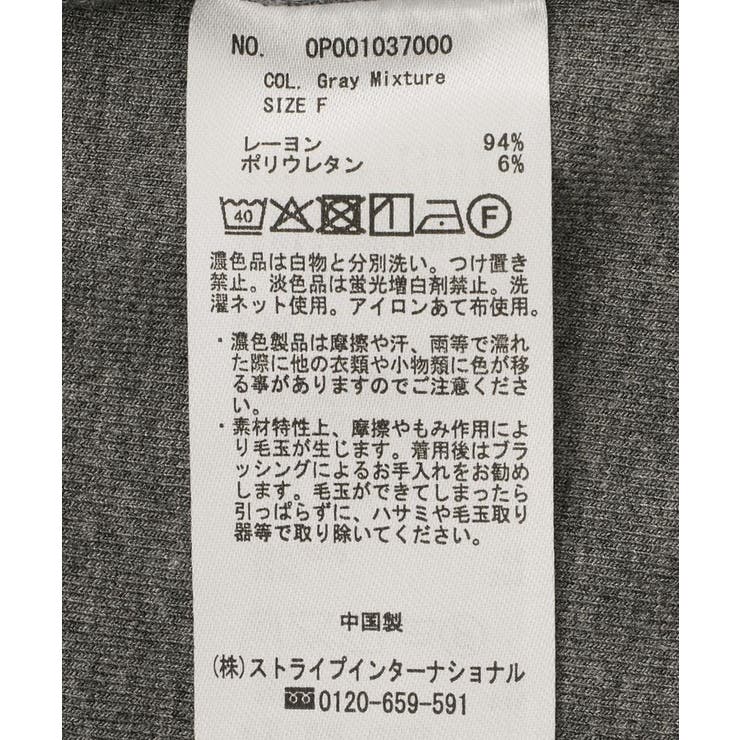 NO. OP001037000
COL. Gray Mixture
SIZE F
レーヨン 94%
ポリウレタン 6%
40 F
濃色品は白物と分別洗い。つけ置き
禁止。淡色品は蛍光増白剤禁止。洗
濯ネット使用。アイロンあて布使用。
・濃色製品は摩擦や汗、雨等で濡れ
た際に他の衣類や小物類に色が移
る事がありますのでご注意くださ
い。
・素材特性上、摩擦やもみ作用によ
り毛玉が生じます。着用後はブラ
ッシングによるお手入れをお勧め
します。毛玉ができてしまったら
引っぱらずに、ハサミや毛玉取り
器等で取り除いてください。
中国製
(株)ストライプインターナショナル
0120-659-591